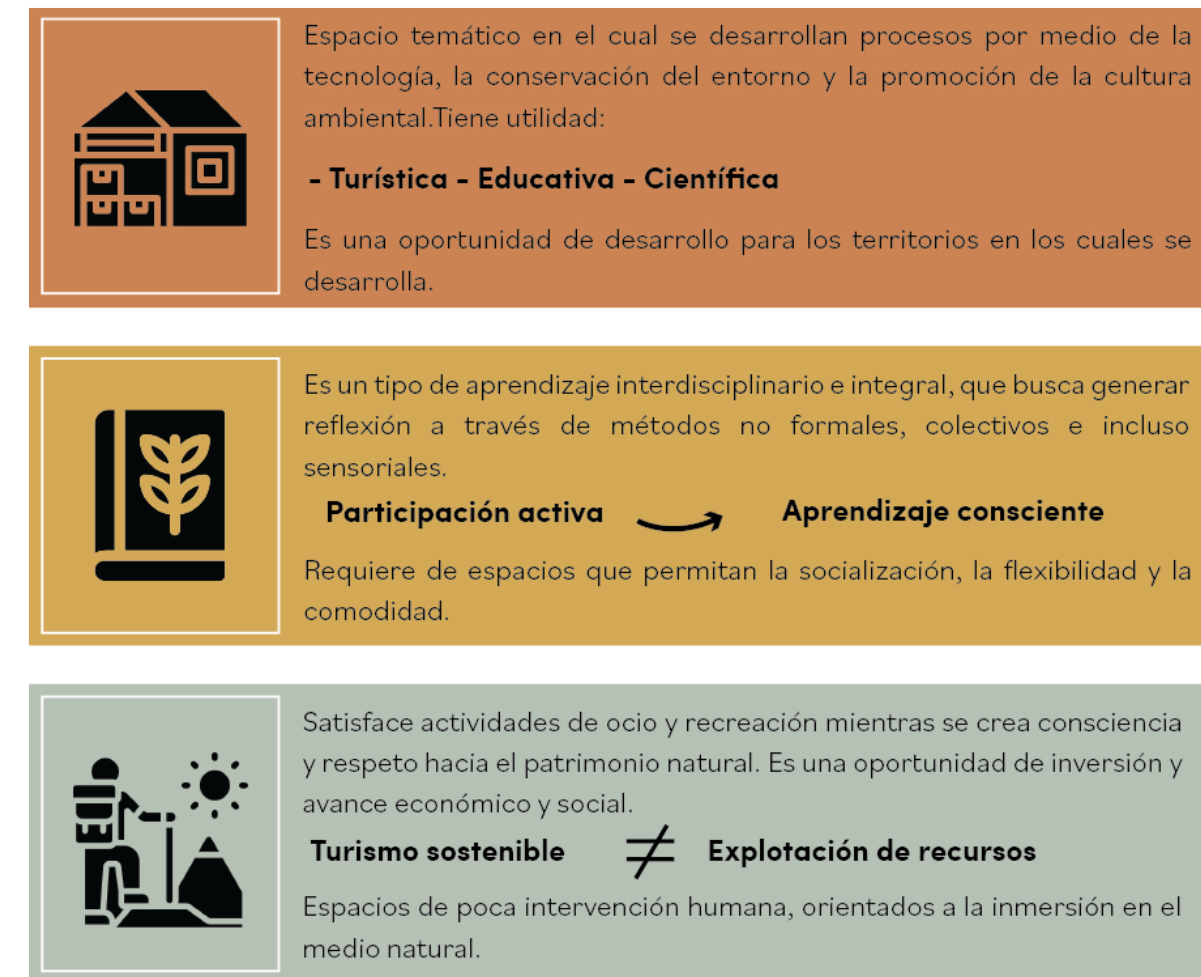 Espacio temático en el cual se desarrollan procesos por medio de la
tecnología, la conservación del entorno y la promoción de la cultura
ambiental.Tiene utilidad:
- Turística - Educativa - Científica
Es una oportunidad de desarrollo para los territorios en los cuales se
desarrolla.
Es un tipo de aprendizaje interdisciplinario e integral, que busca generar
reflexión a través de métodos no formales, colectivos e incluso
sensoriales.
Participación activa Aprendizaje consciente
Requiere de espacios que permitan la socialización, la flexibilidad y la
comodidad.
Satisface actividades de ocio y recreación mientras se crea consciencia
y respeto hacia el patrimonio natural. Es una oportunidad de inversión y
avance económico y social.
Turismo sostenible ≠ Explotación de recursos
Espacios de poca intervención humana, orientados a la inmersión en el
medio natural.